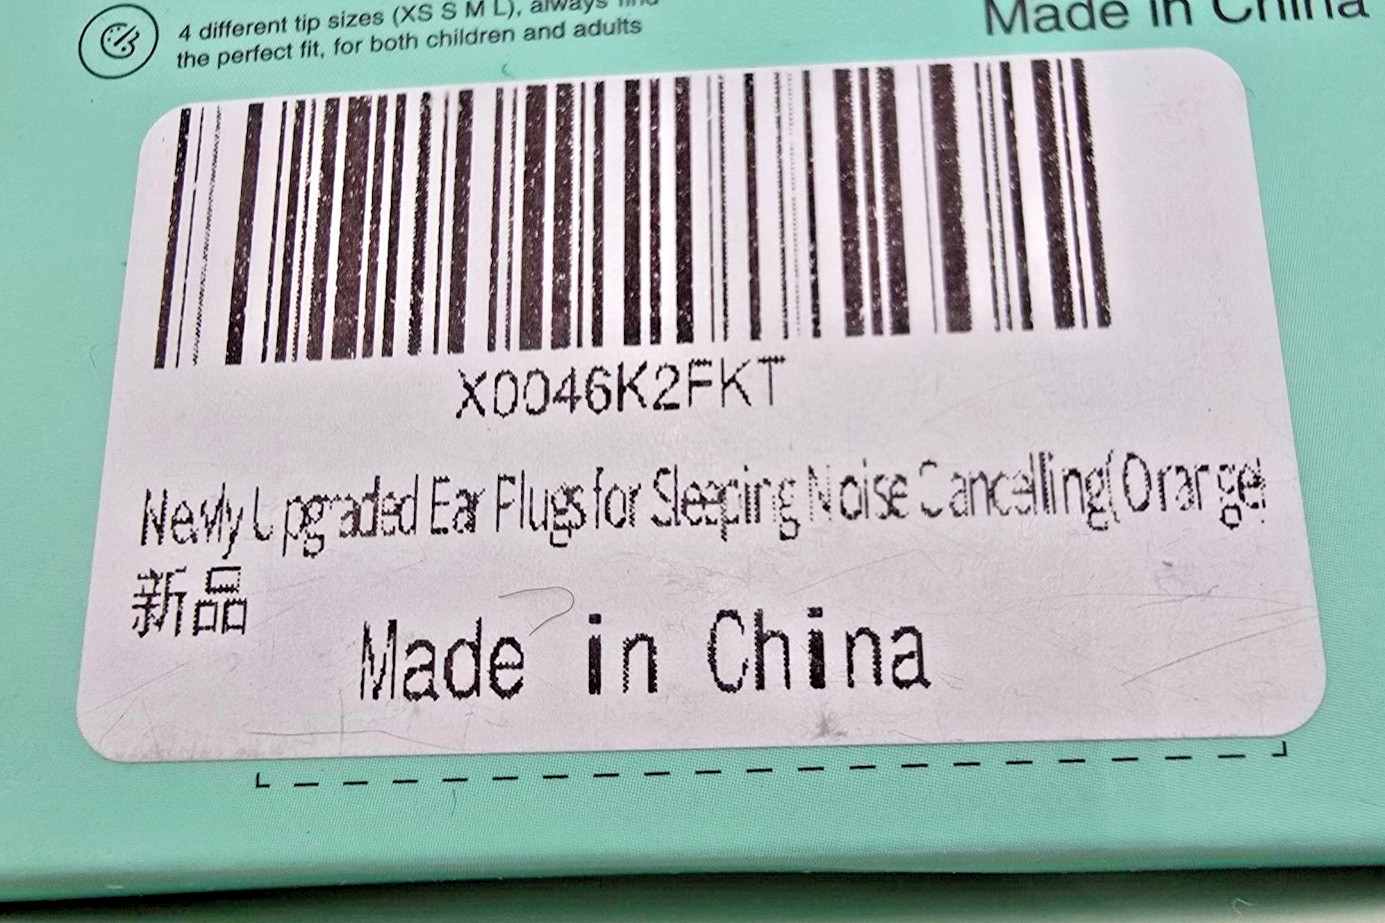 4 different tip sizes (XS S M L), always find
the perfect fit, for both children and adults
Made in China
X0046K2FKT
Newly Upgraded Ear Plugs for Sleeping Noise Cancelling(Orange)
新品
Made in China